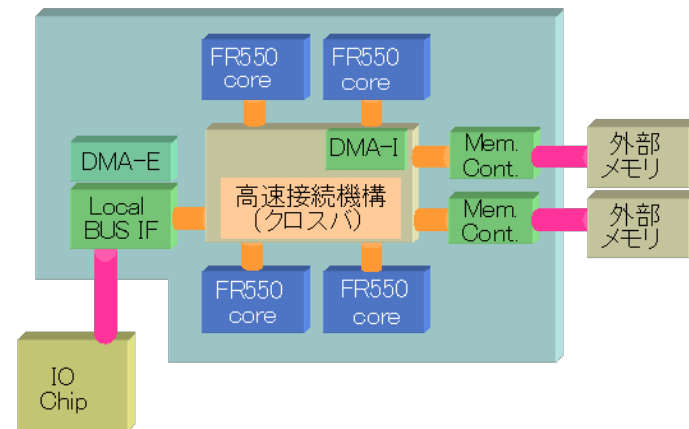 FR550
core
FR550
core
DMA-E
DMA-I
Mem.
Cont.
外部
メモリ
Local
BUS IF
高速接続機構
(クロスバ)
Mem.
Cont.
外部
メモリ
FR550
core
FR550
core
IO
Chip